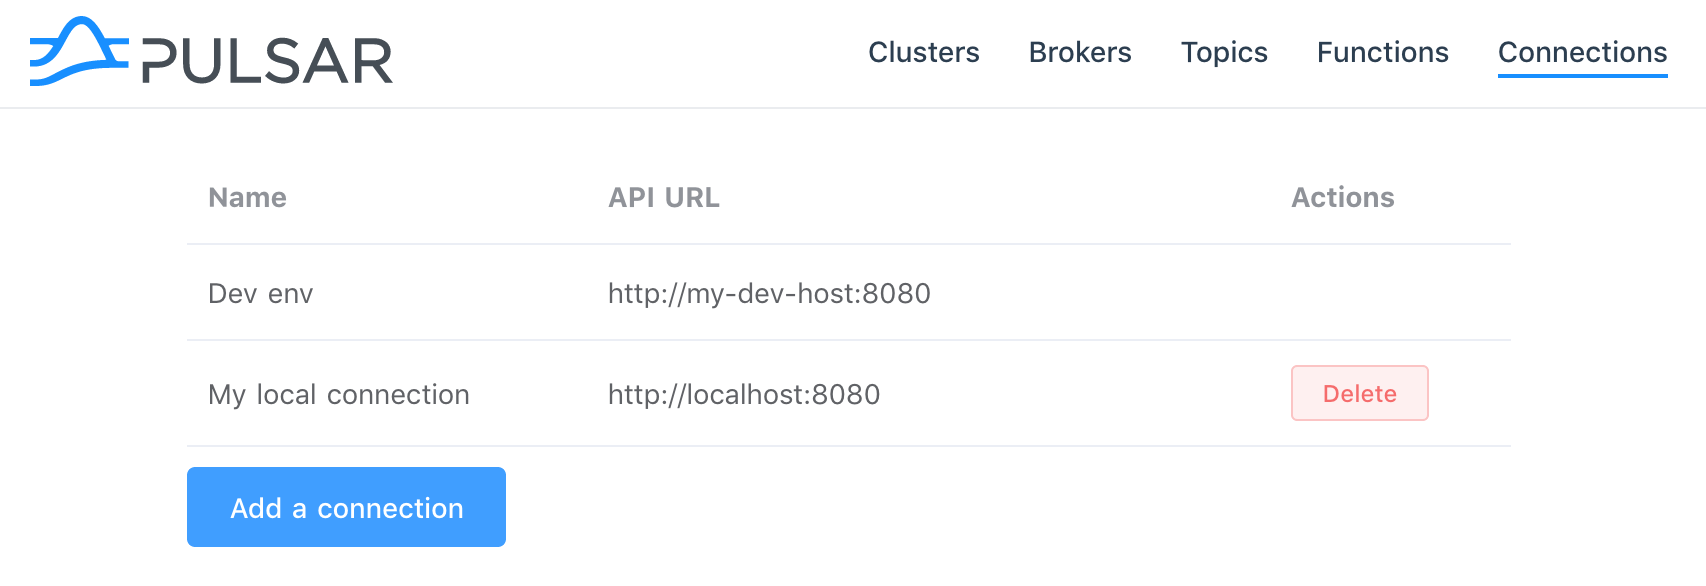 PULSAR Clusters Brokers Topics Functions Connections
Name API URL Actions
Dev env http://my-dev-host:8080
My local connection http://localhost:8080 Delete
Add a connection